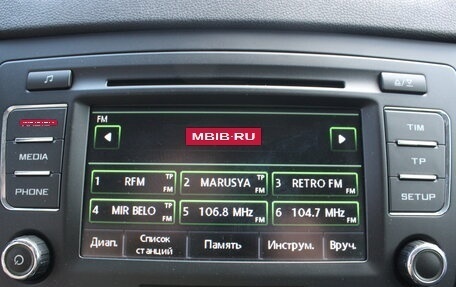 FM
MBIB.RU
MEDIA
PHONE
TIM
TP
SETUP
1 RFM TP FM
2 MARUSYA TP FM
3 RETRO FM FM
4 MIR BELO FM
5 106.8 MHz FM
6 104.7 MHz FM
Диап.
Список станций
Память
Инструм.
Вруч.